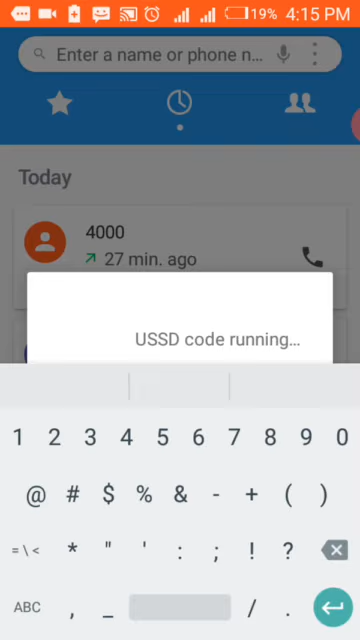 19% 4:15 PM
Enter a name or phone n...
Today
4000
27 min. ago
USSD code running...
1 2 3 4 5 6 7 8 9 0
@ # $ % & - + ( )
= \ < * " ' : ; ! ?
ABC , _ / .